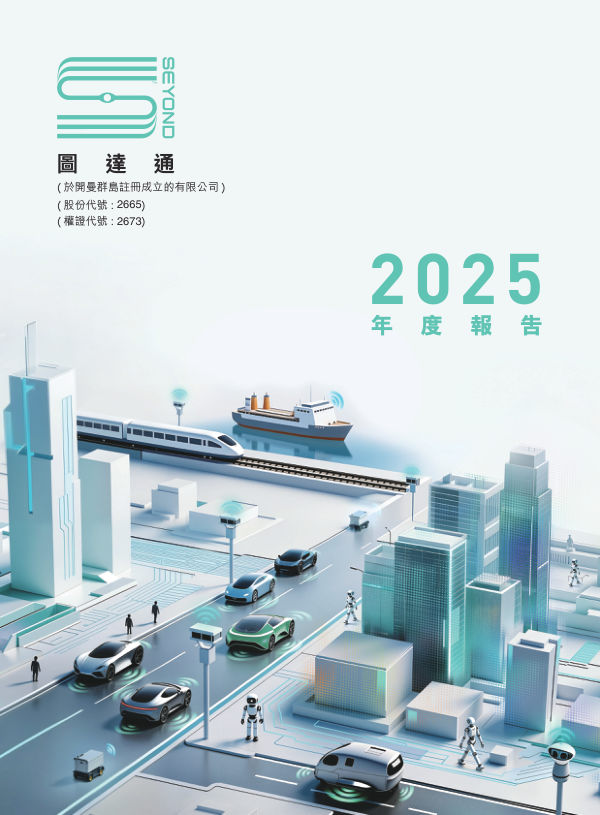 SEYOND
圖達通
( 於開曼群島註冊成立的有限公司 )
( 股份代號 : 2665)
( 權證代號 : 2673)
2025
年度報告